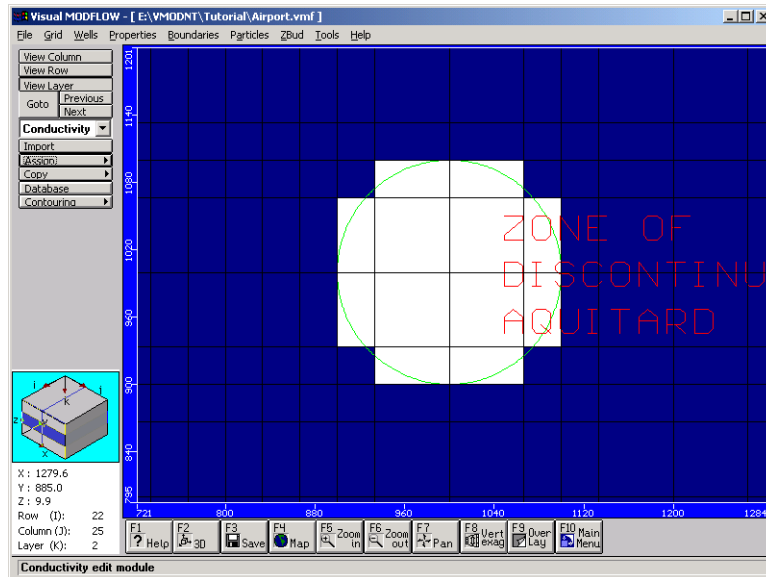 Visual MODFLOW - [ E:\VMODNT\Tutorial\Airport.vmf ]
File Grid Wells Properties Boundaries Particles ZBud Tools Help
View Column
View Row
View Layer
Goto
Previous
Next
Conductivity
Import
Assign
Copy
Database
Contouring
1201
1140
1080
1020
960
900
840
795
ZONE OF
DISCONTINU
AQUITARD
i
j
K
z
y
x
X : 1279.6
Y : 885.0
Z : 9.9
Row (I): 22
Column (J): 25
Layer (K): 2
721 800 880 960 1040 1120 1200 1284
F1 ? Help
F2 3D
F3 Save
F4 Map
F5 Zoom in
F6 Zoom out
F7 Pan
F8 Vert exag
F9 Over Lay
F10 Main Menu
Conductivity edit module